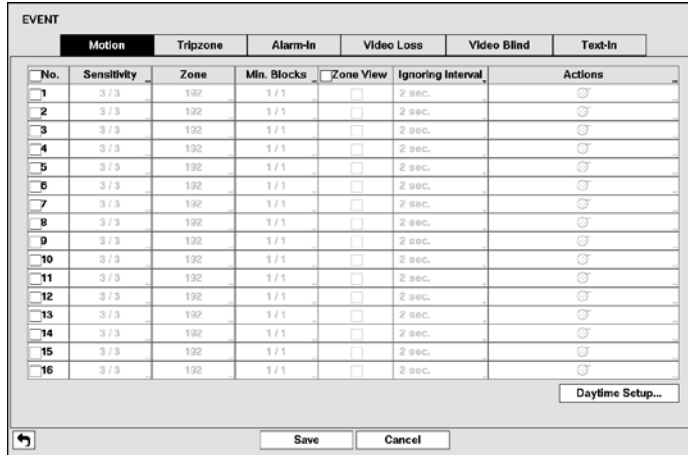 EVENT
Motion Tripzone Alarm-In Video Loss Video Blind Text-In
No. Sensitivity Zone Min. Blocks Zone View Ignoring Interval Actions
1 3 / 3 192 1 / 1 2 sec.
2 3 / 3 192 1 / 1 2 sec.
3 3 / 3 192 1 / 1 2 sec.
4 3 / 3 192 1 / 1 2 sec.
5 3 / 3 192 1 / 1 2 sec.
6 3 / 3 192 1 / 1 2 sec.
7 3 / 3 192 1 / 1 2 sec.
8 3 / 3 192 1 / 1 2 sec.
9 3 / 3 192 1 / 1 2 sec.
10 3 / 3 192 1 / 1 2 sec.
11 3 / 3 192 1 / 1 2 sec.
12 3 / 3 192 1 / 1 2 sec.
13 3 / 3 192 1 / 1 2 sec.
14 3 / 3 192 1 / 1 2 sec.
15 3 / 3 192 1 / 1 2 sec.
16 3 / 3 192 1 / 1 2 sec.
Daytime Setup...
Save Cancel